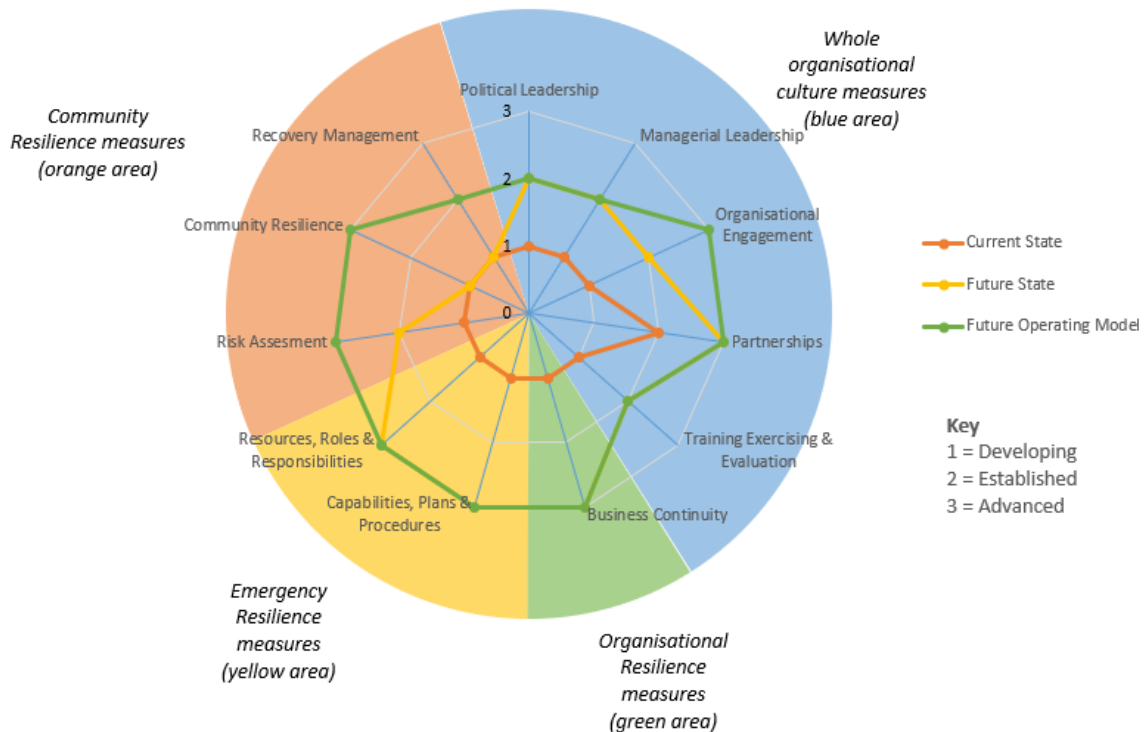 Whole
organisational
culture measures
(blue area)
Community
Resilience measures
(orange area)
Political Leadership
Recovery Management
Managerial Leadership
Community Resilience
Organisational
Engagement
Risk Assesment
Partnerships
Resources, Roles &
Responsibilities
Training Exercising &
Evaluation
Capabilities, Plans &
Procedures
Business Continuity
3
2
1
0
Current State
Future State
Future Operating Model
Key
1 = Developing
2 = Established
3 = Advanced
Emergency
Resilience
measures
(yellow area)
Organisational
Resilience
measures
(green area)